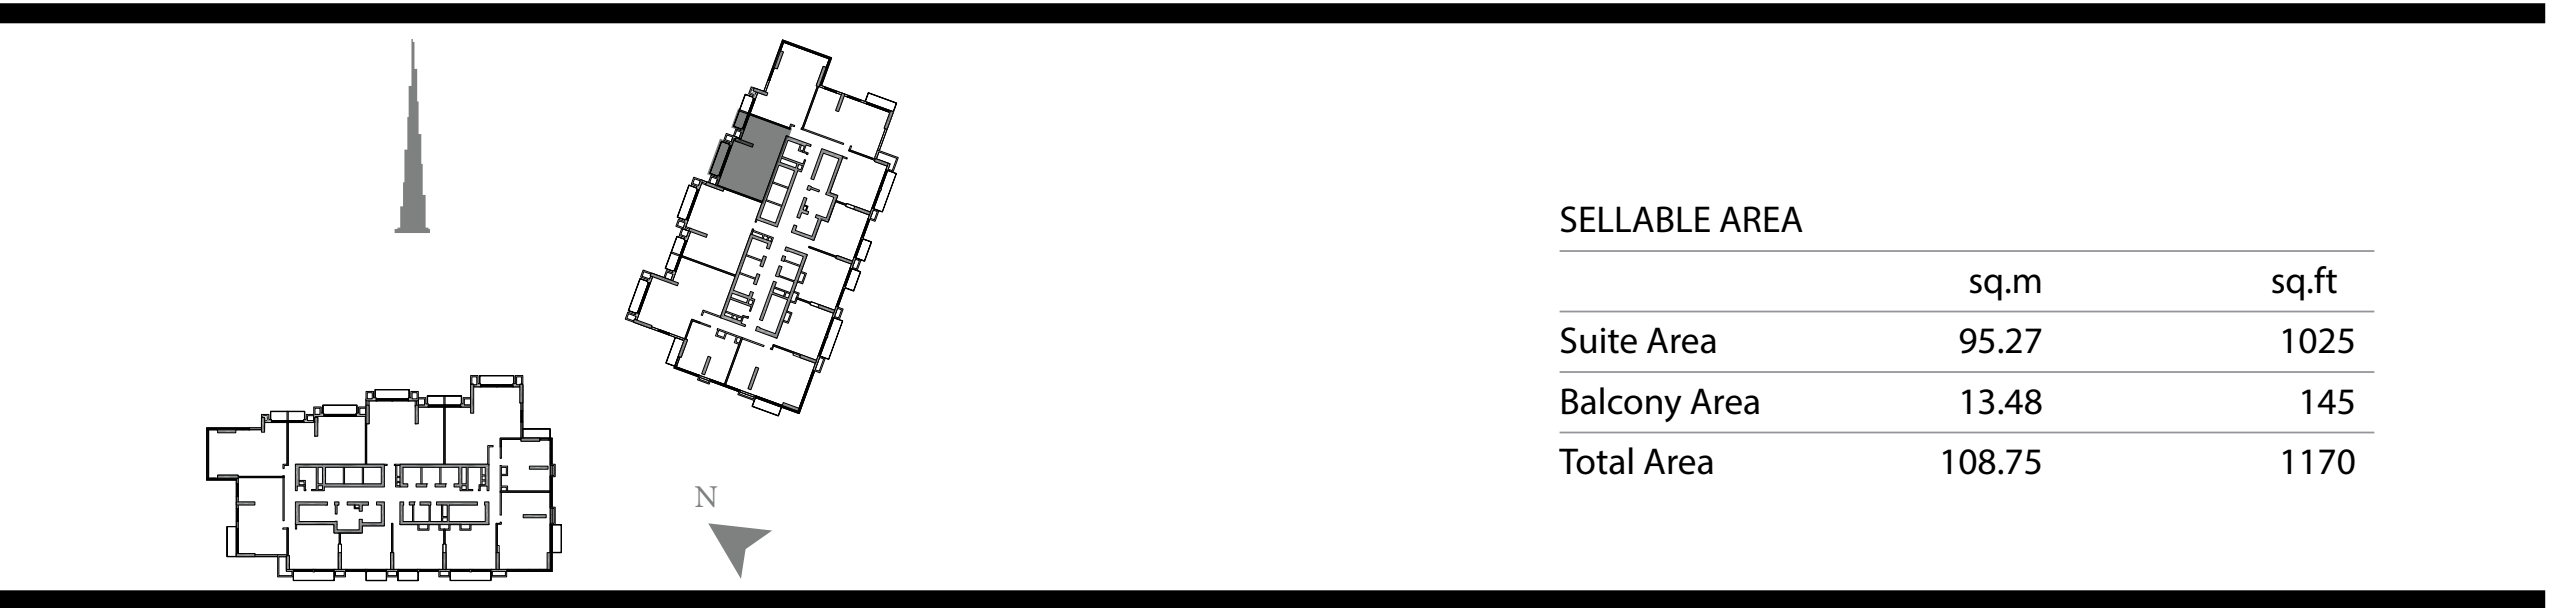 SELLABLE AREA
sq.m sq.ft
Suite Area 95.27 1025
Balcony Area 13.48 145
Total Area 108.75 1170
N